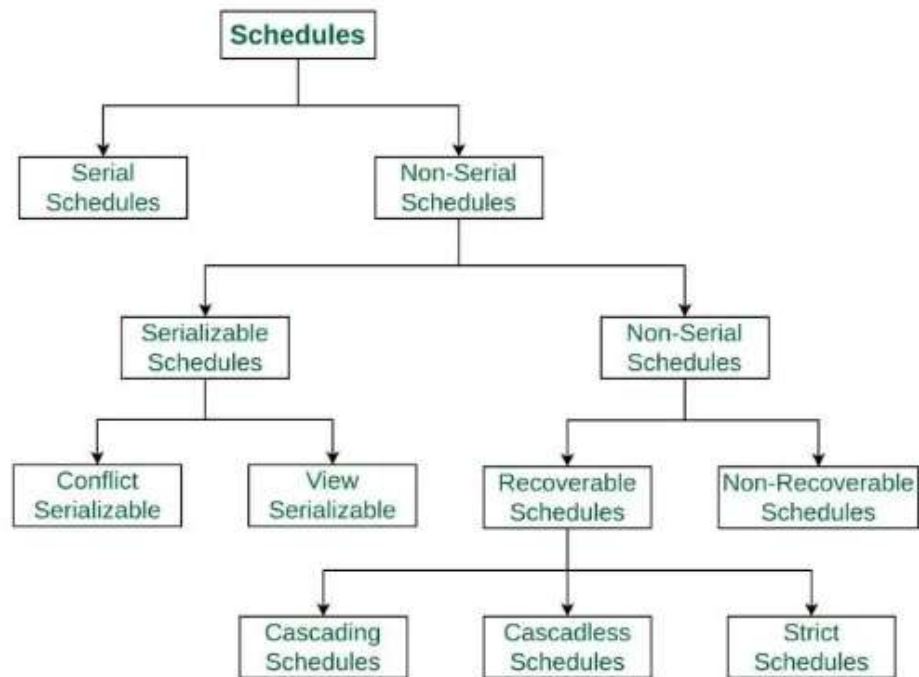 Schedules
Serial
Schedules
Non-Serial
Schedules
Serializable
Schedules
Non-Serial
Schedules
Conflict
Serializable
View
Serializable
Recoverable
Schedules
Non-Recoverable
Schedules
Cascading
Schedules
Cascadless
Schedules
Strict
Schedules